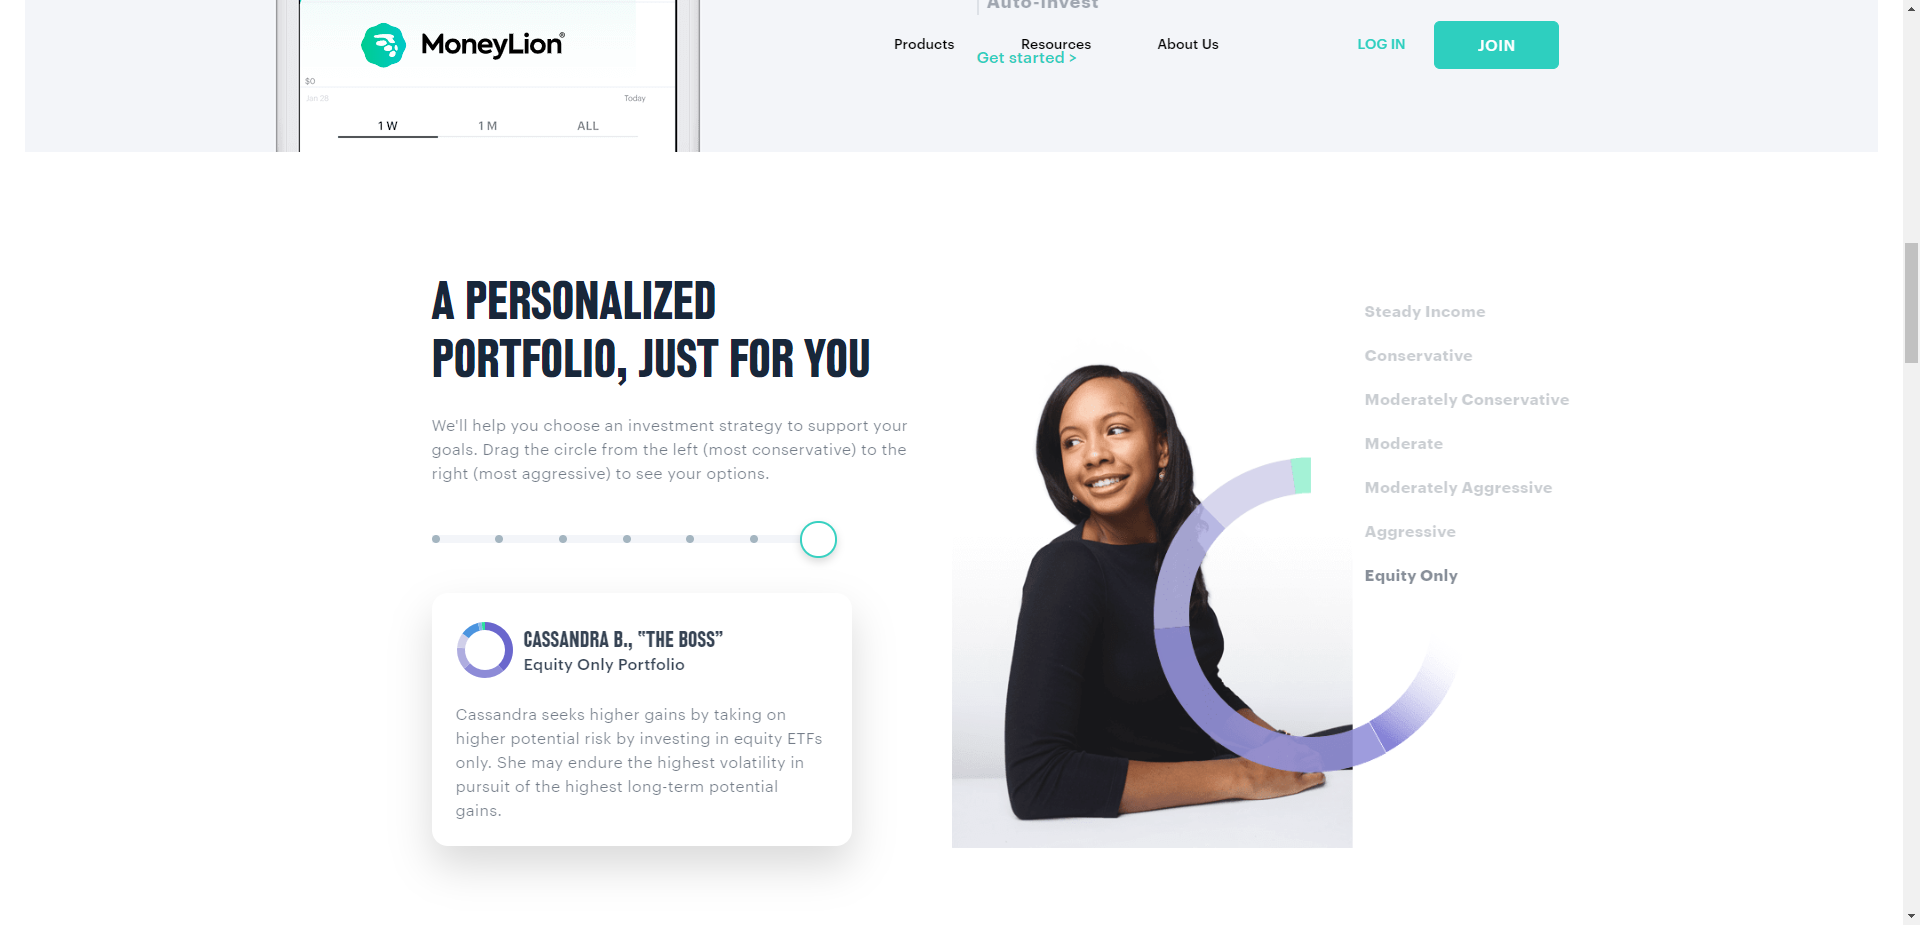 Auto-Invest
MoneyLion®
Products
Resources
About Us
LOG IN
JOIN
Get started >
$0
Jan 28
Today
1 W
1 M
ALL
A PERSONALIZED
PORTFOLIO, JUST FOR YOU
We'll help you choose an investment strategy to support your
goals. Drag the circle from the left (most conservative) to the
right (most aggressive) to see your options.
CASSANDRA B., “THE BOSS”
Equity Only Portfolio
Cassandra seeks higher gains by taking on
higher potential risk by investing in equity ETFs
only. She may endure the highest volatility in
pursuit of the highest long-term potential
gains.
Steady Income
Conservative
Moderately Conservative
Moderate
Moderately Aggressive
Aggressive
Equity Only